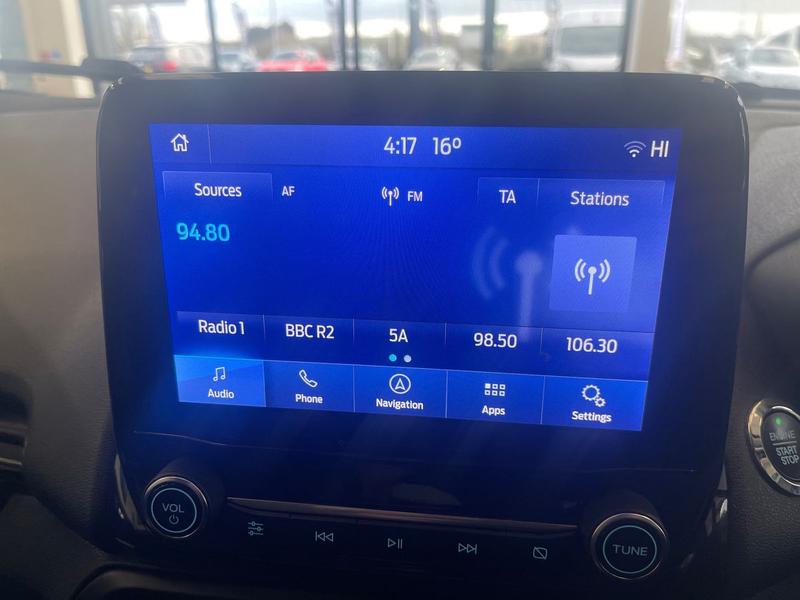 4:17 16º HI
Sources AF FM TA Stations
94.80
Radio 1 BBC R2 5A 98.50 106.30
Audio Phone Navigation Apps Settings
ENGINE
START
STOP
VOL
TUNE